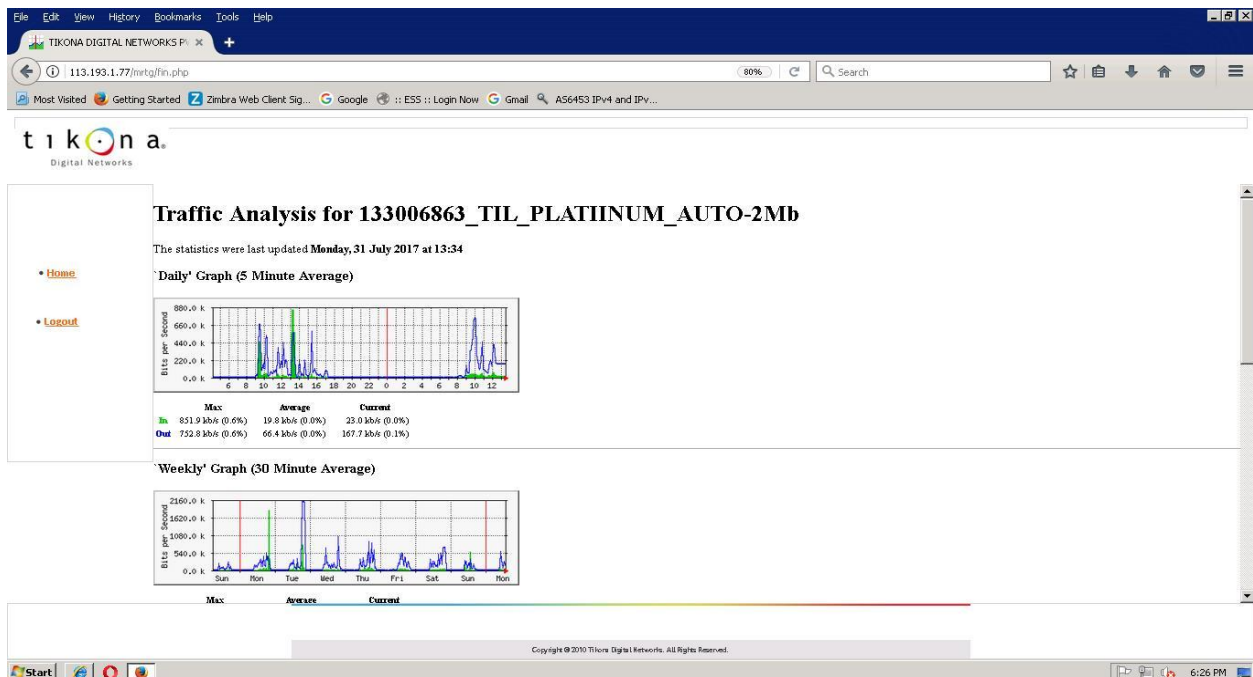 File Edit View History Bookmarks Tools Help
TIKONA DIGITAL NETWORKS PV
113.193.1.77/mrtg/fin.php 80% Search
Most Visited Getting Started Zimbra Web Client Sig... Google :: ESS :: Login Now Gmail AS6453 IPv4 and IPv...
tikona.
Digital Networks
Home
Logout
Traffic Analysis for 133006863_TIL_PLATIINUM_AUTO-2Mb
The statistics were last updated Monday, 31 July 2017 at 13:34
`Daily' Graph (5 Minute Average)
Bits per Second
880.0 k
660.0 k
440.0 k
220.0 k
0.0 k
6 8 10 12 14 16 18 20 22 0 2 4 6 8 10 12
Max Average Current
In 851.9 kb/s (0.6%) 19.8 kb/s (0.0%) 23.0 kb/s (0.0%)
Out 752.8 kb/s (0.6%) 66.4 kb/s (0.0%) 167.7 kb/s (0.1%)
`Weekly' Graph (30 Minute Average)
Bits per Second
2160.0 k
1620.0 k
1080.0 k
540.0 k
0.0 k
Sun Mon Tue Wed Thu Fri Sat Sun Mon
Max Average Current
Copyright @ 2010 Tikona Digital Networks. All Rights Reserved.
Start 6:26 PM